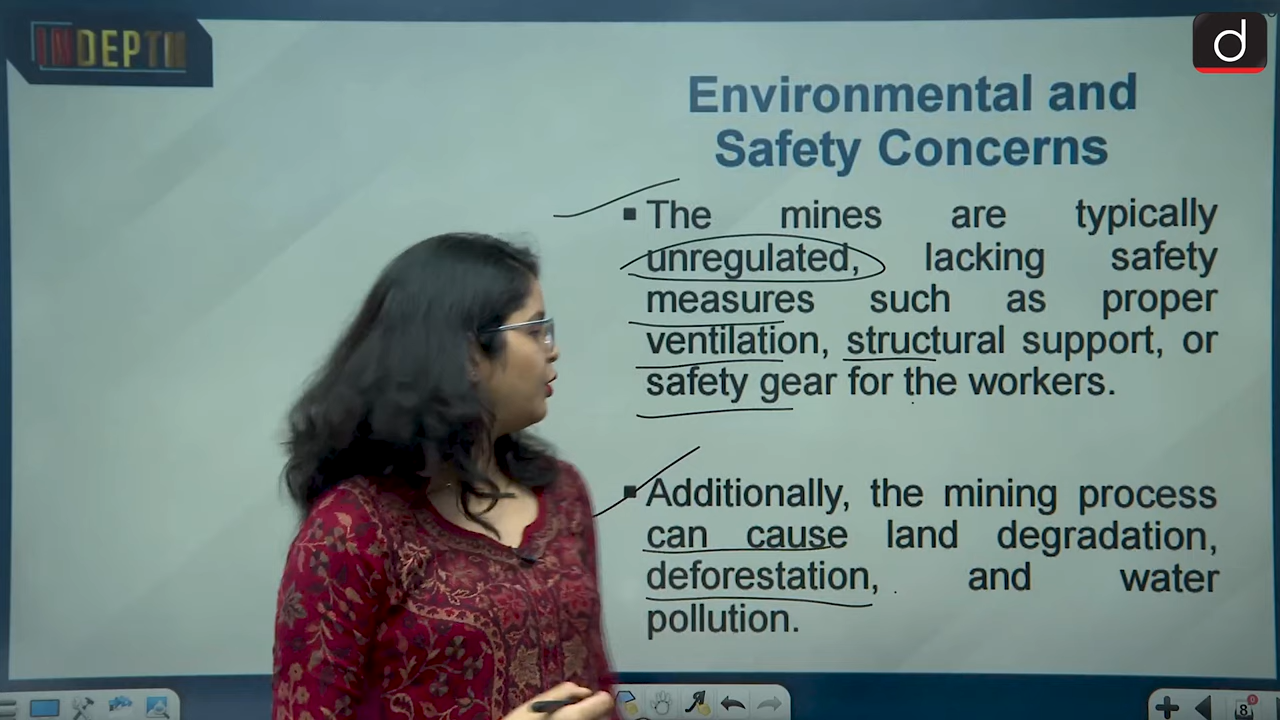 INDEPTH
d
Environmental and
Safety Concerns
▪ The mines are typically
unregulated, lacking safety
measures such as proper
ventilation, structural support, or
safety gear for the workers.
▪ Additionally, the mining process
can cause land degradation,
deforestation, and water
pollution.
8